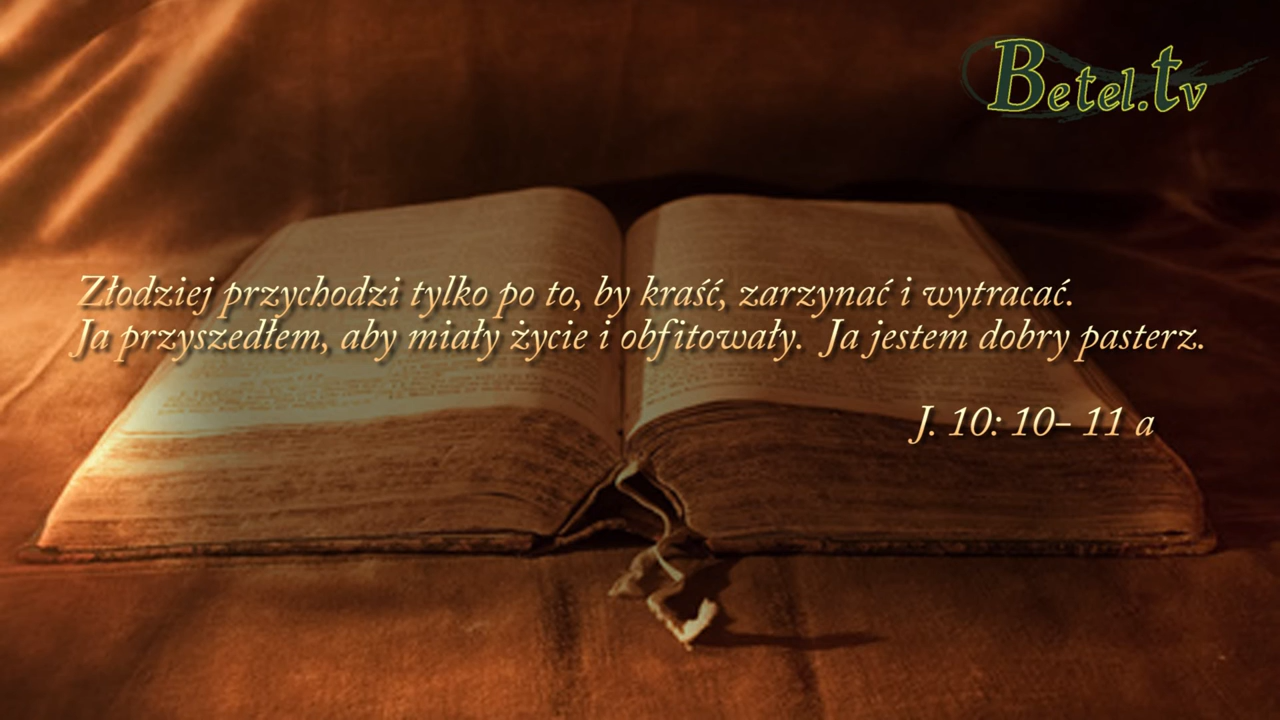 Betel.tv
Złodziej przychodzi tylko po to, by kraść, zarzynać i wytracać.
Ja przyszedłem, aby miały życie i obfitowały. Ja jestem dobry pasterz.
J. 10: 10- 11 a